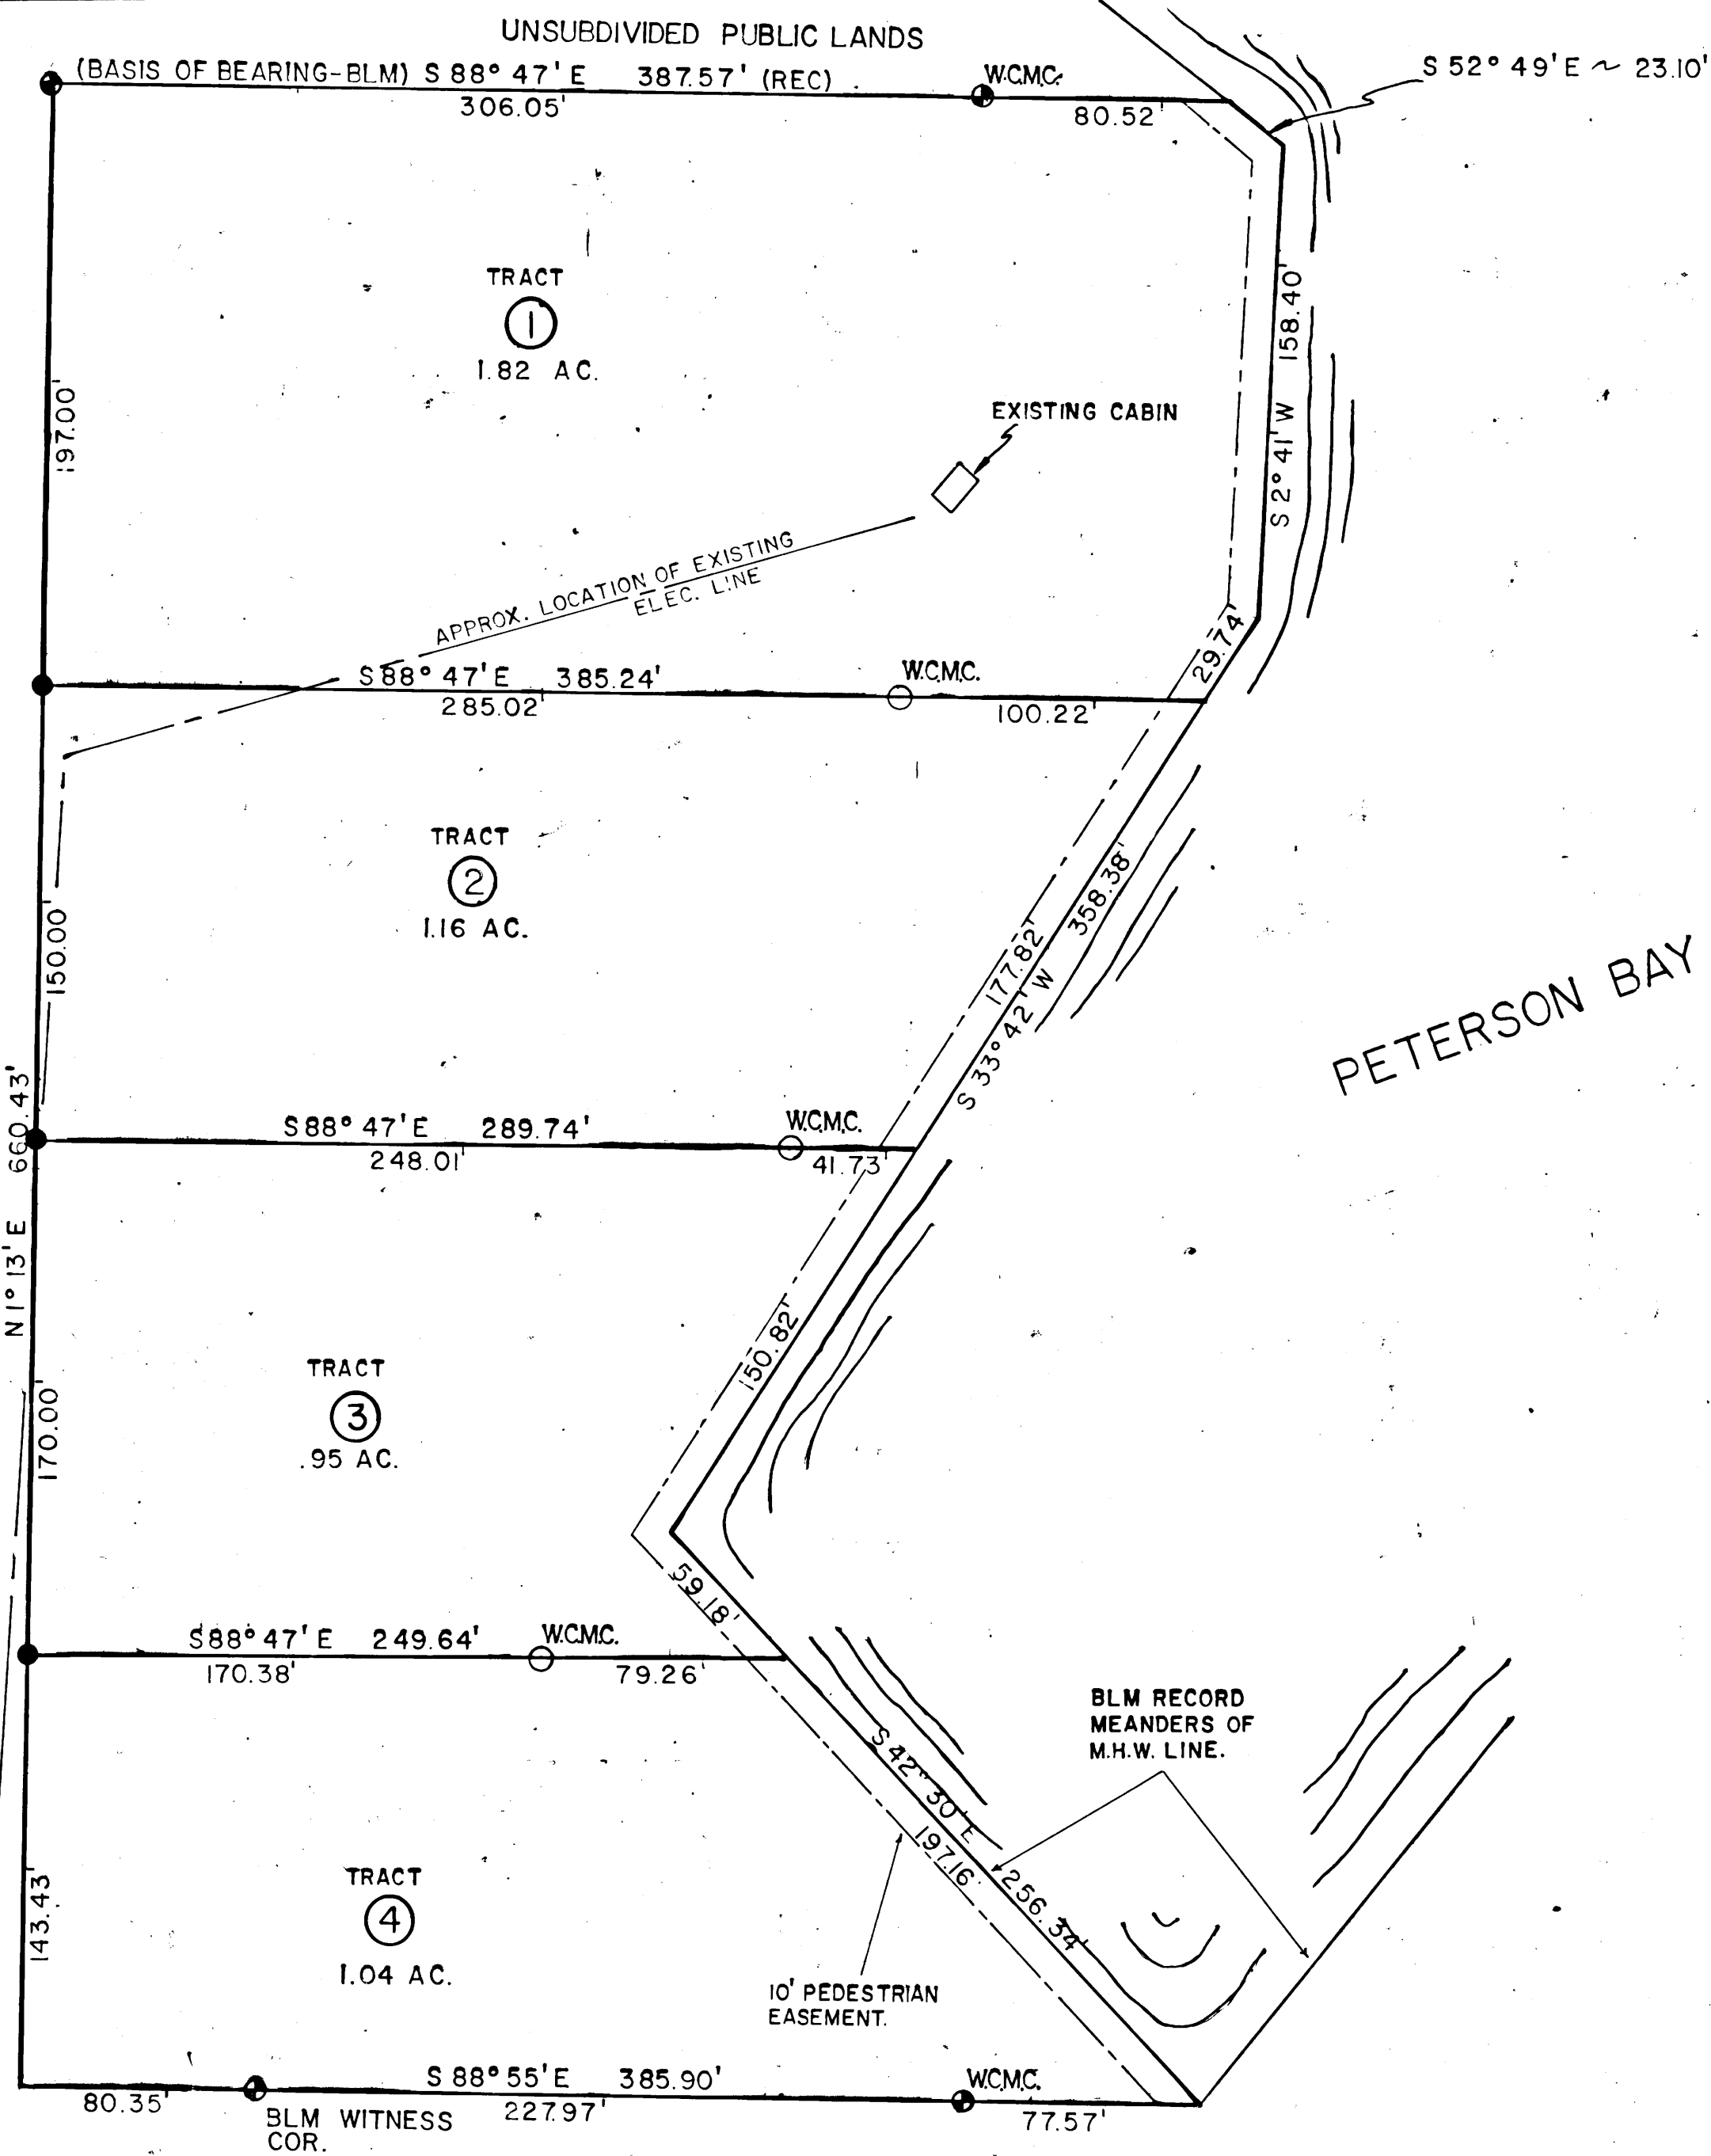 UNSUBDIVIDED PUBLIC LANDS
(BASIS OF BEARING-BLM) S 88° 47' E 387.57' (REC)
W.C.M.C.
S 52° 49' E ~ 23.10'
306.05'
80.52'
TRACT
1
1.82 AC.
197.00'
158.40'
S 2° 41' W
EXISTING CABIN
APPROX. LOCATION OF EXISTING
ELEC. LINE
29.74'
S 88° 47' E 385.24'
W.C.M.C.
285.02'
100.22'
TRACT
2
1.16 AC.
150.00'
177.82'
S 33° 42' W 358.38'
PETERSON BAY
N 1° 13' E 660.43'
S 88° 47' E 289.74'
W.C.M.C.
248.01'
41.73'
TRACT
3
.95 AC.
170.00'
150.82'
59.18'
S 88° 47' E 249.64'
W.C.M.C.
170.38'
79.26'
BLM RECORD
MEANDERS OF
M.H.W. LINE.
S 42° 30' E 256.34'
197.16'
TRACT
4
1.04 AC.
143.43'
10' PEDESTRIAN
EASEMENT.
S 88° 55' E 385.90'
W.C.M.C.
80.35'
BLM WITNESS
COR.
227.97'
77.57'